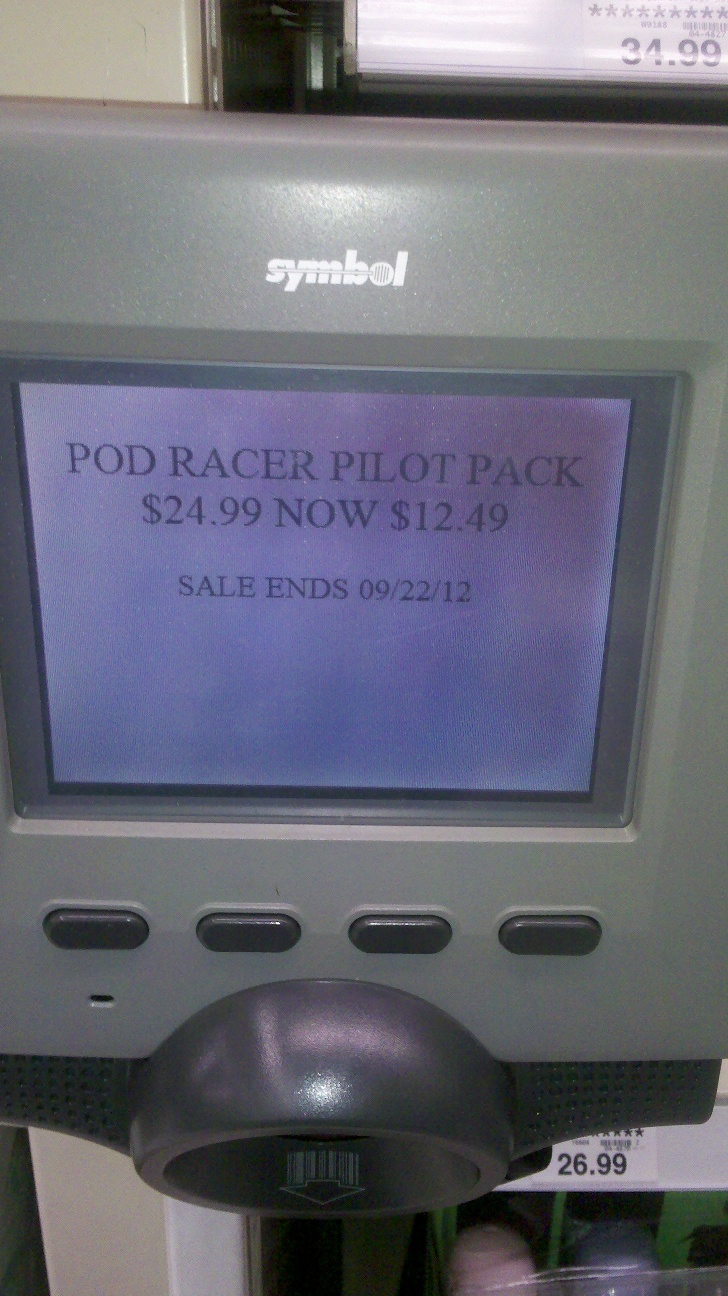 *********
W9388
34.99
symbol
POD RACER PILOT PACK
$24.99 NOW $12.49
SALE ENDS 09/22/12
26.99